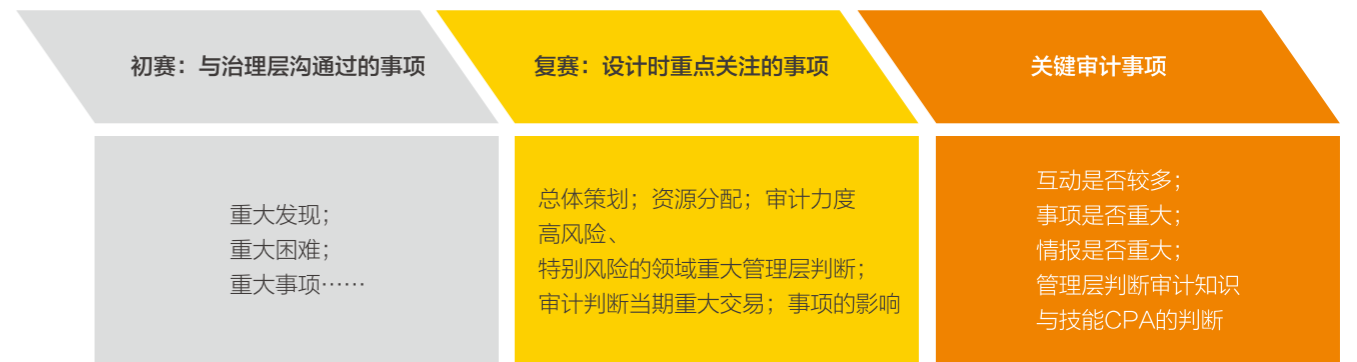 初赛：与治理层沟通过的事项
复赛：设计时重点关注的事项
关键审计事项
重大发现；
重大困难；
重大事项……
总体策划；资源分配；审计力度
高风险、
特别风险的领域重大管理层判断；
审计判断当期重大交易；事项的影响
互动是否较多；
事项是否重大；
情报是否重大；
管理层判断审计知识
与技能CPA的判断